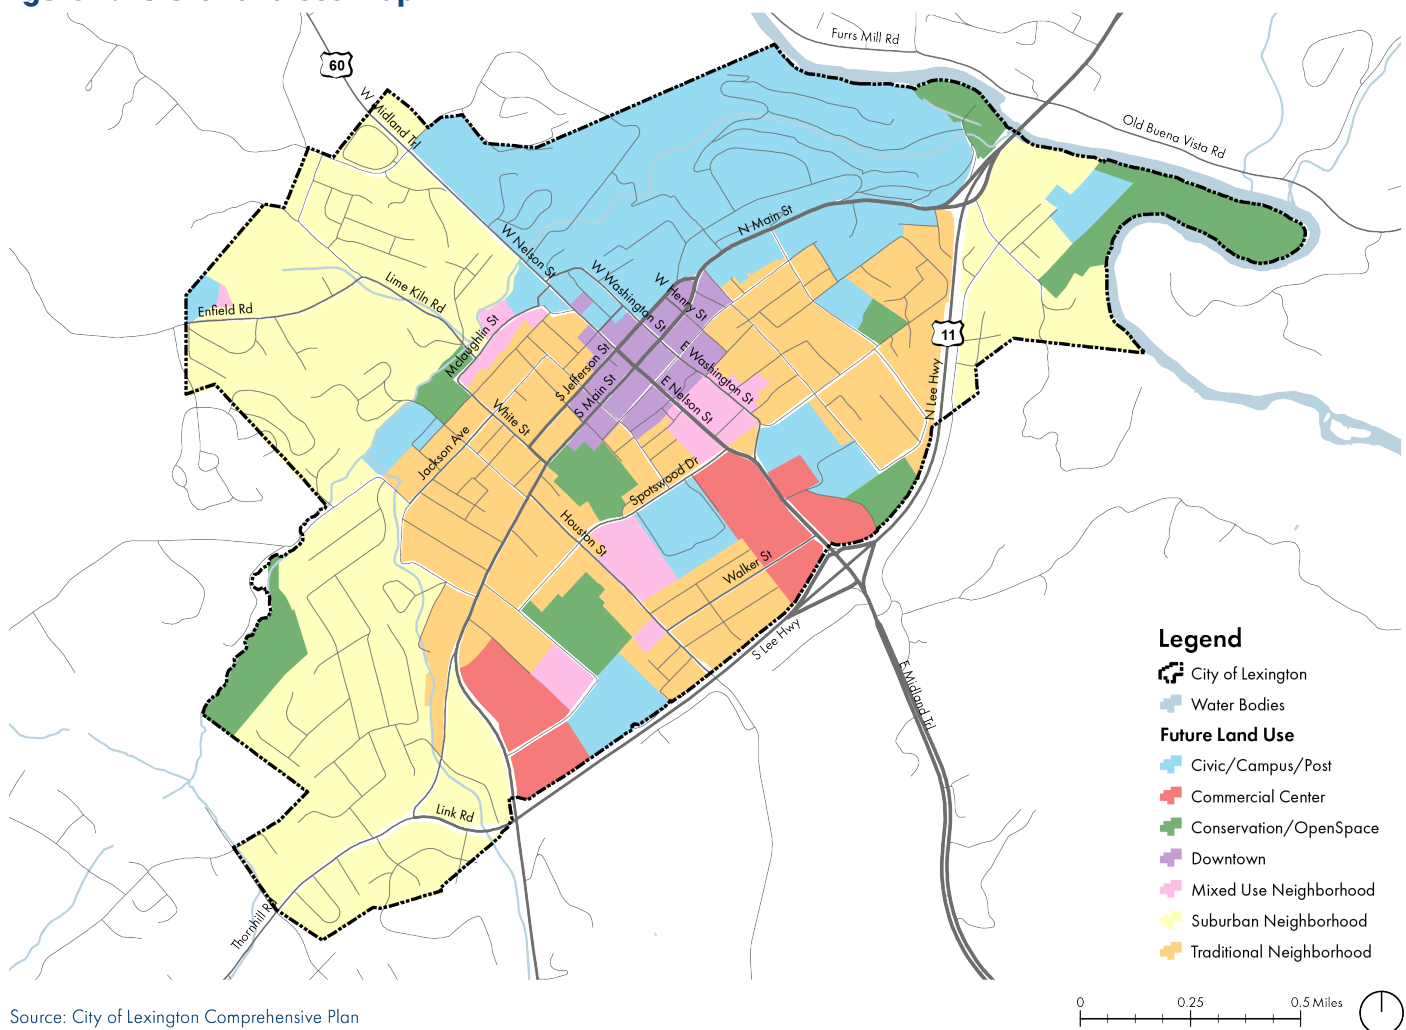 Furrs Mill Rd
60
W Midland Trl
Old Buena Vista Rd
N Main St
W Nelson St
W Washington St
W Henry St
Lime Kiln Rd
Enfield Rd
Mclaughlin St
11
S Jefferson St
E Washington St
S Main St
E Nelson St
N Lee Hwy
White St
Jackson Ave
Spotswood Dr
Houston St
Walker St
S Lee Hwy
E Midland Trl
Link Rd
Thornhill Rd
Legend
City of Lexington
Water Bodies
Future Land Use
Civic/Campus/Post
Commercial Center
Conservation/OpenSpace
Downtown
Mixed Use Neighborhood
Suburban Neighborhood
Traditional Neighborhood
0 0.25 0.5 Miles
Source: City of Lexington Comprehensive Plan